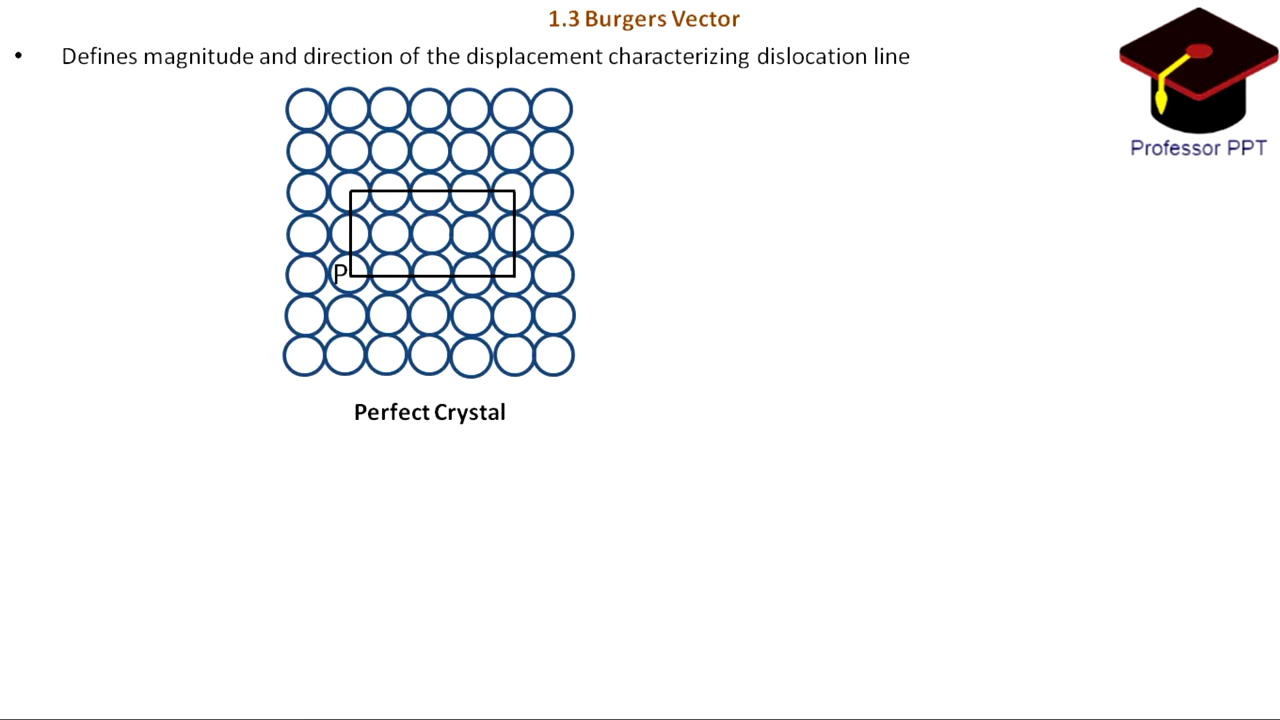 1.3 Burgers Vector
• Defines magnitude and direction of the displacement characterizing dislocation line
Professor PPT
P
Perfect Crystal